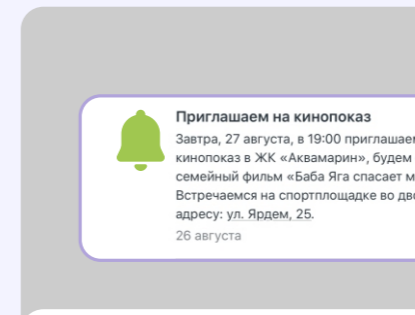 Приглашаем на кинопоказ
Завтра, 27 августа, в 19:00 приглашаем
кинопоказ в ЖК «Аквамарин», будем
семейный фильм «Баба Яга спасает
Встречаемся на спортплощадке во
адресу: ул. Ярдем, 25.
26 августа